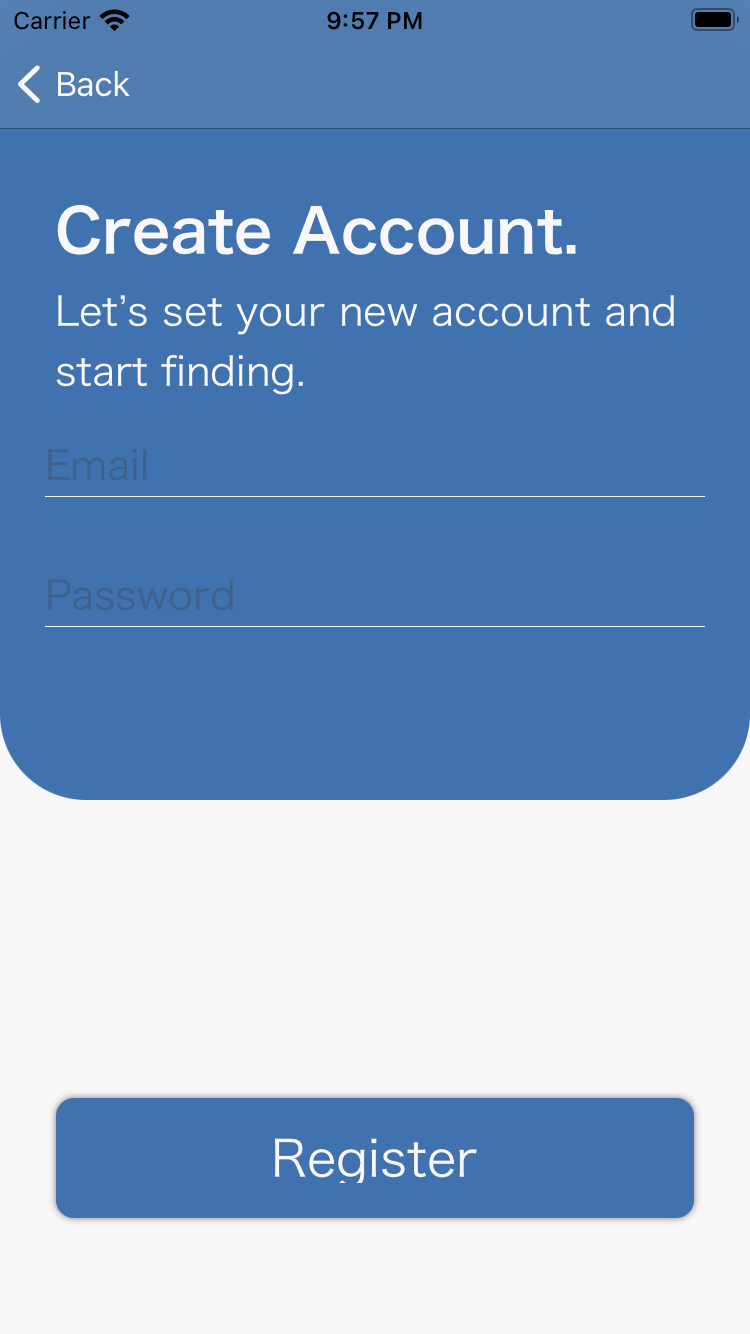 Carrier 9:57 PM
Back
Create Account.
Let’s set your new account and
start finding.
Email
Password
Register